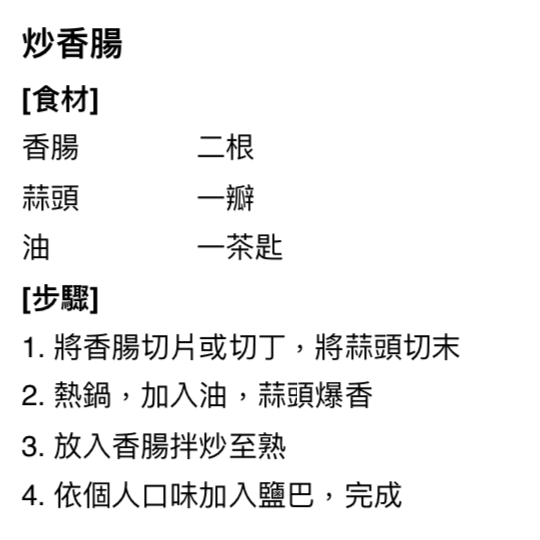 炒香腸
[食材]
香腸 二根
蒜頭 一瓣
油 一茶匙
[步驟]
1. 將香腸切片或切丁，將蒜頭切末
2. 熱鍋，加入油，蒜頭爆香
3. 放入香腸拌炒至熟
4. 依個人口味加入鹽巴，完成